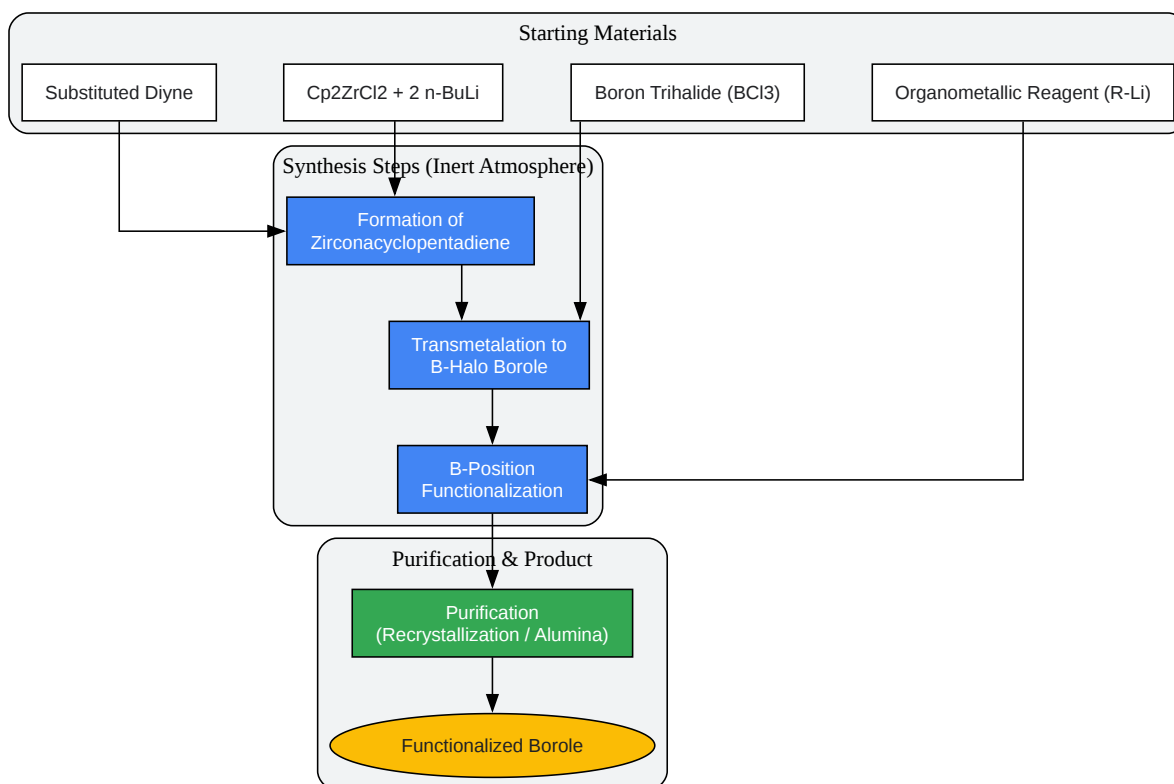 Starting Materials
Substituted Diyne
Cp2ZrCl2 + 2 n-BuLi
Boron Trihalide (BCl3)
Organometallic Reagent (R-Li)
Synthesis Steps (Inert Atmosphere)
Formation of
Zirconacyclopentadiene
Transmetalation to
B-Halo Borole
B-Position
Functionalization
Purification & Product
Purification
(Recrystallization / Alumina)
Functionalized Borole